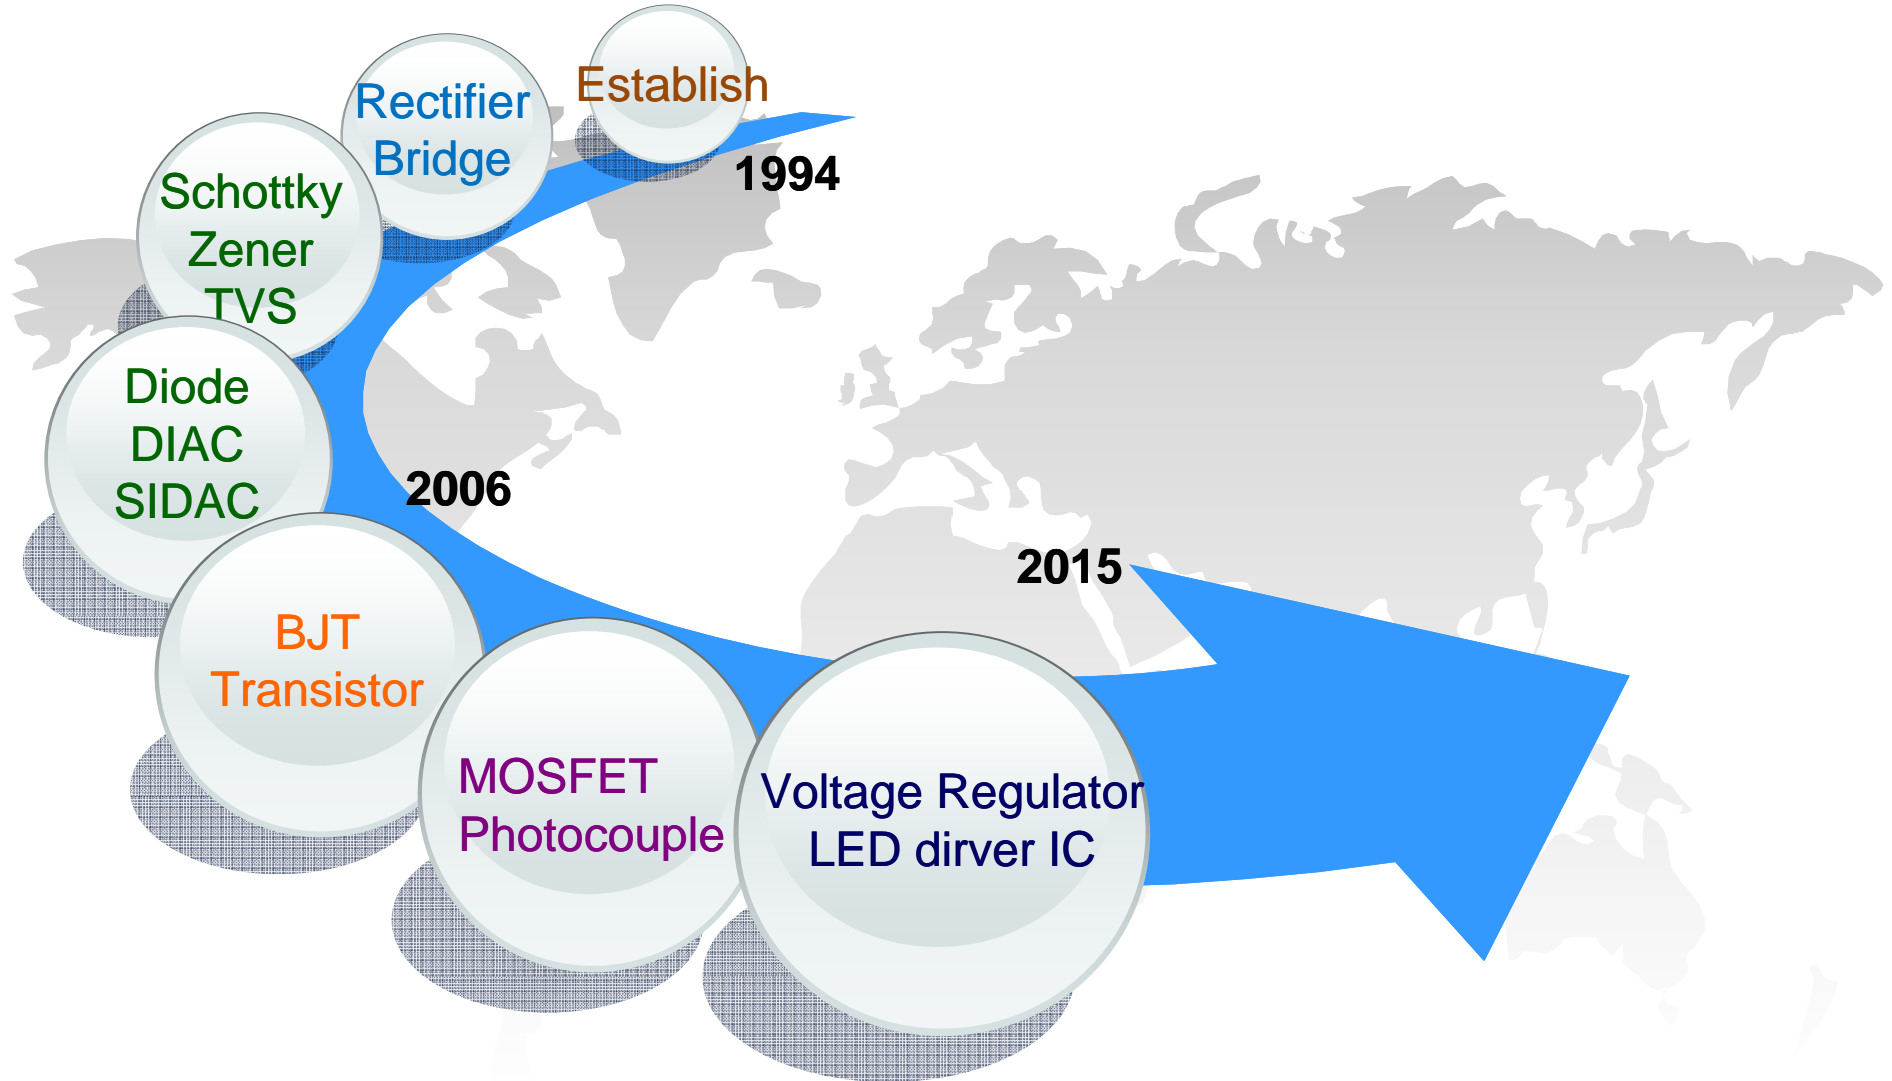 Establish
1994
Rectifier
Bridge
Schottky
Zener
TVS
Diode
DIAC
SIDAC
2006
BJT
Transistor
MOSFET
Photocouple
2015
Voltage Regulator
LED dirver IC